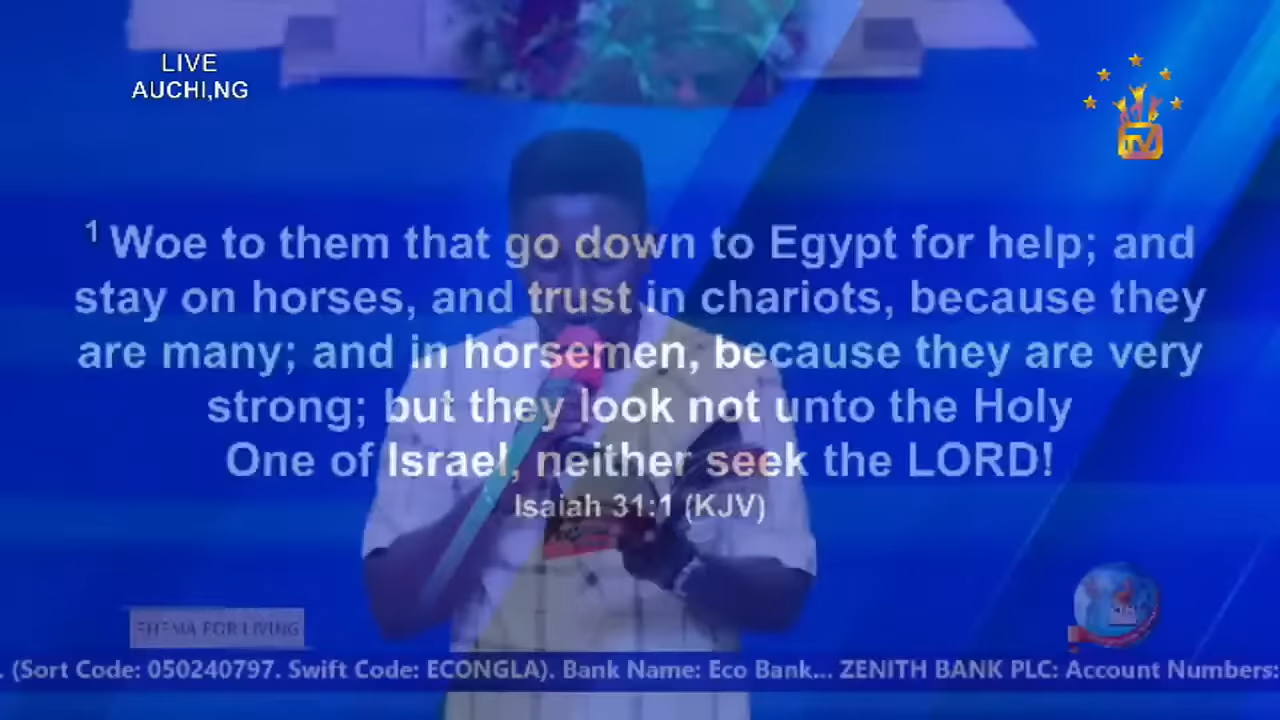 LIVE
AUCHI,NG
TV
1 Woe to them that go down to Egypt for help; and
stay on horses, and trust in chariots, because they
are many; and in horsemen, because they are very
strong; but they look not unto the Holy
One of Israel, neither seek the LORD!
Isaiah 31:1 (KJV)
RHEMA FOR LIVING
. (Sort Code: 050240797. Swift Code: ECONGLA). Bank Name: Eco Bank... ZENITH BANK PLC: Account Numbers: